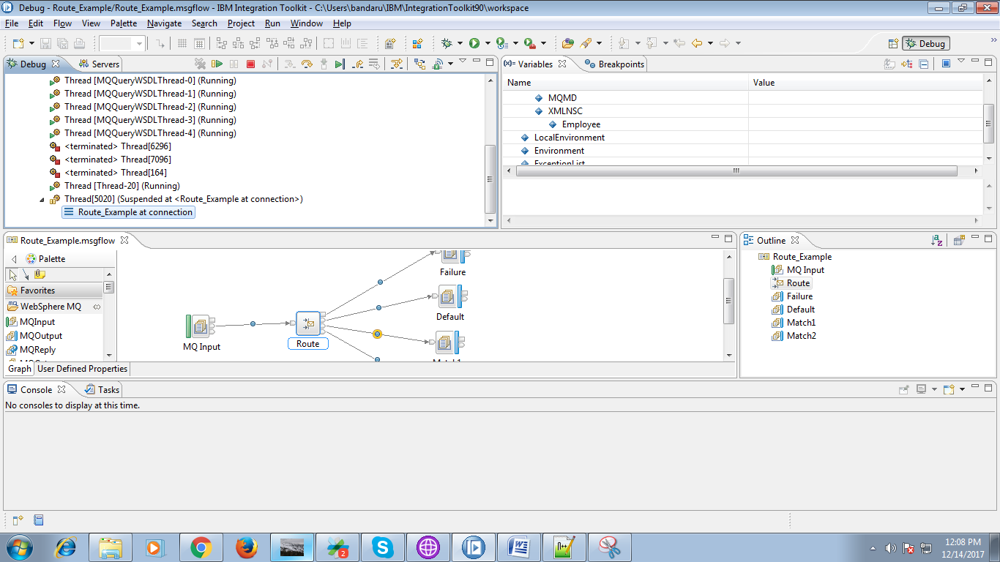 Debug - Route_Example/Route_Example.msgflow - IBM Integration Toolkit - C:\Users\bandaru\IBM\IntegrationToolkit90\workspace
File Edit Flow View Palette Navigate Search Project Run Window Help
Debug
Debug Servers
Thread [MQQueryWSDLThread-0] (Running)
Thread [MQQueryWSDLThread-1] (Running)
Thread [MQQueryWSDLThread-2] (Running)
Thread [MQQueryWSDLThread-3] (Running)
Thread [MQQueryWSDLThread-4] (Running)
<terminated> Thread[6296]
<terminated> Thread[7096]
<terminated> Thread[164]
Thread [Thread-20] (Running)
Thread[5020] (Suspended at <Route_Example at connection>)
Route_Example at connection
Variables Breakpoints
Name Value
MQMD
XMLNSC
Employee
LocalEnvironment
Environment
ExceptionList
Route_Example.msgflow
Palette
Favorites
WebSphere MQ
MQInput
MQOutput
MQReply
Failure
Default
MQ Input
Route
Match1
Graph User Defined Properties
Outline
Route_Example
MQ Input
Route
Failure
Default
Match1
Match2
Console Tasks
No consoles to display at this time.
2
12:08 PM
12/14/2017